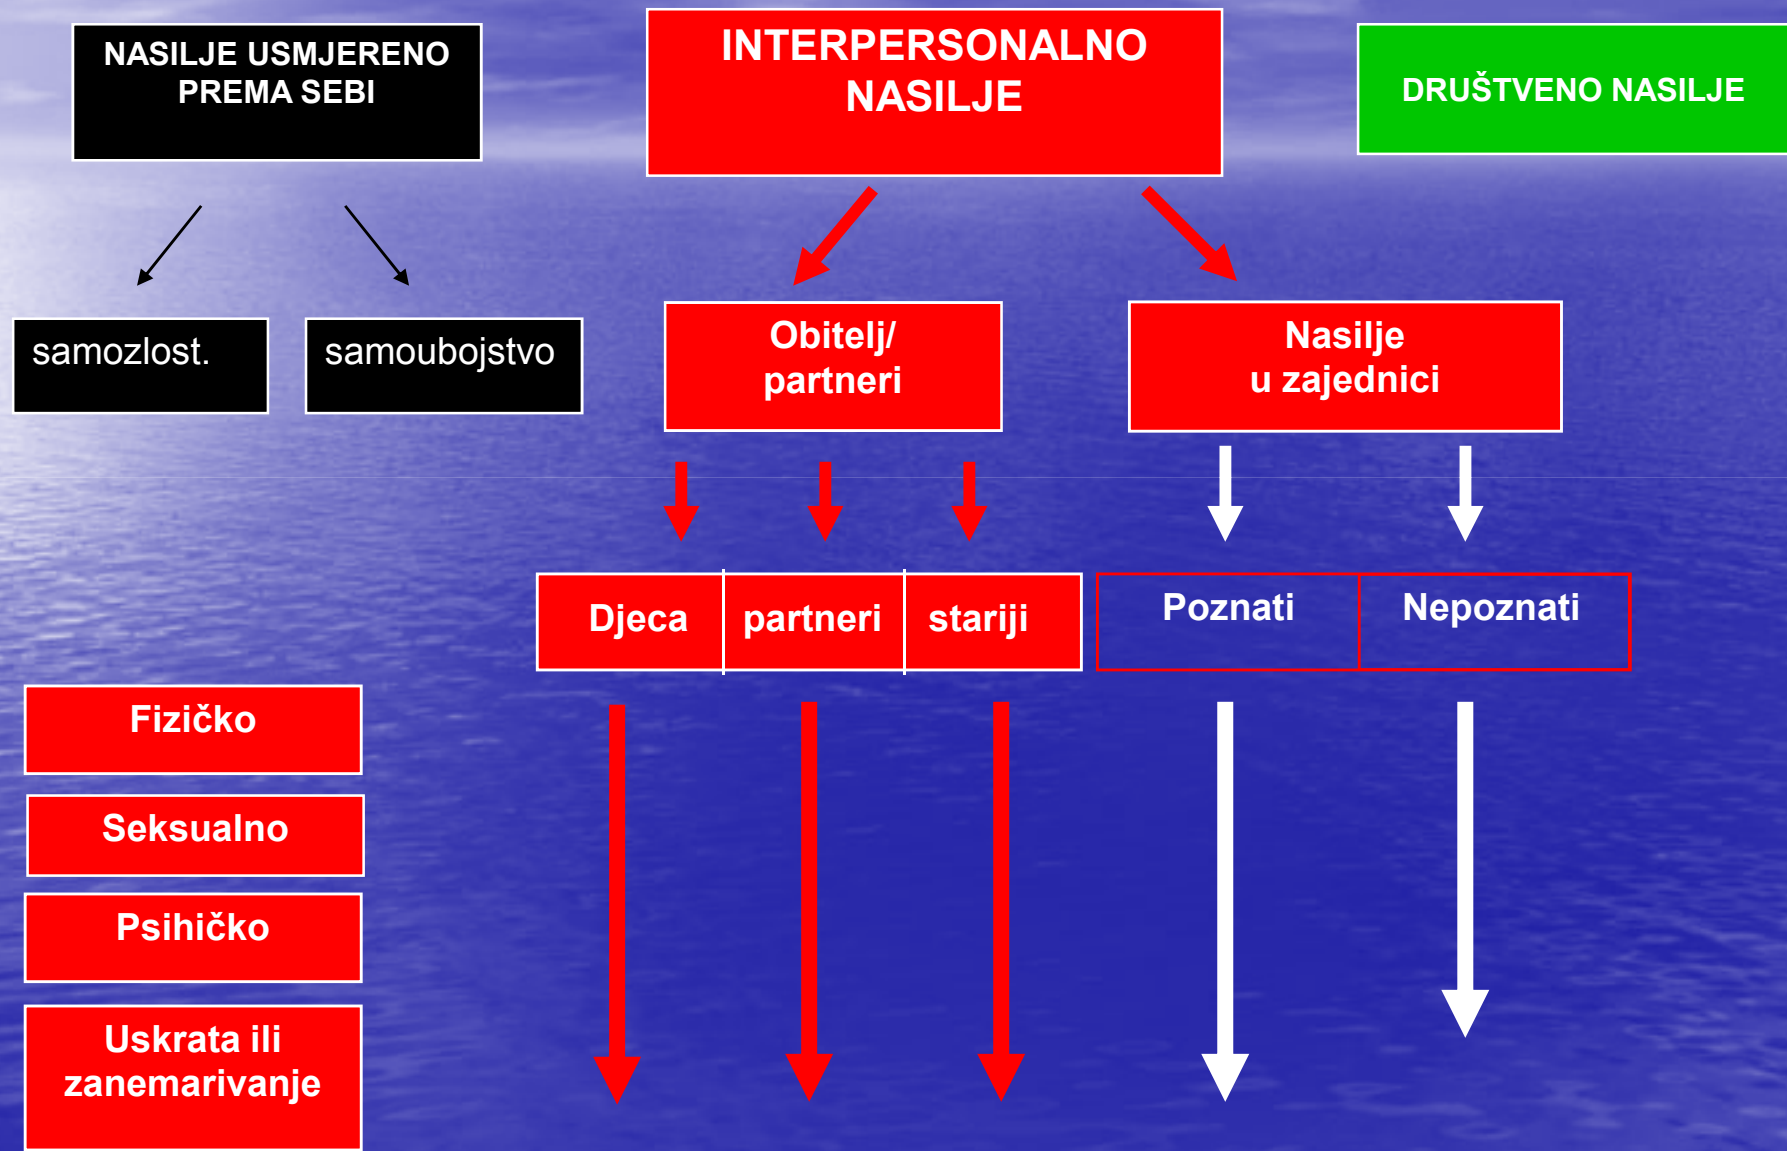 NASILJE USMJERENO
PREMA SEBI
INTERPERSONALNO
NASILJE
DRUŠTVENO NASILJE
samozlost.
samoubojstvo
Obitelj/
partneri
Nasilje
u zajednici
Djeca
partneri
stariji
Poznati
Nepoznati
Fizičko
Seksualno
Psihičko
Uskrata ili
zanemarivanje